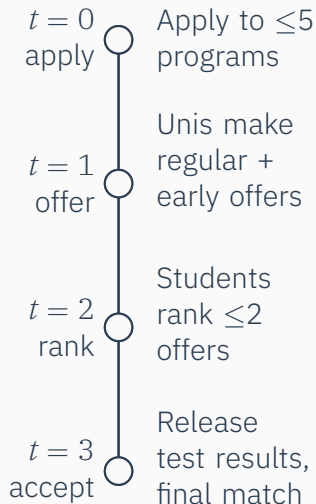 t = 0
apply
Apply to ≤5
programs
t = 1
offer
Unis make
regular +
early offers
t = 2
rank
Students
rank ≤2
offers
t = 3
accept
Release
test results,
final match